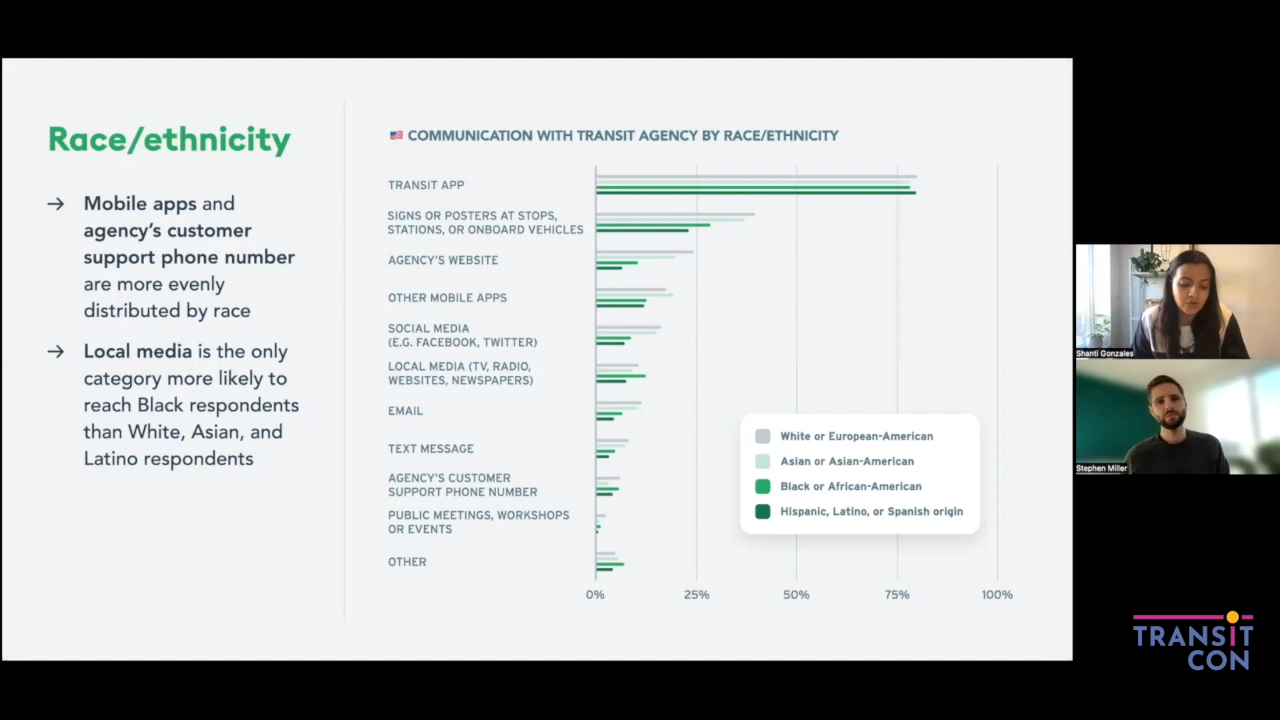 Race/ethnicity
→ Mobile apps and
agency's customer
support phone number
are more evenly
distributed by race
→ Local media is the only
category more likely to
reach Black respondents
than White, Asian, and
Latino respondents
COMMUNICATION WITH TRANSIT AGENCY BY RACE/ETHNICITY
TRANSIT APP
SIGNS OR POSTERS AT STOPS,
STATIONS, OR ONBOARD VEHICLES
AGENCY'S WEBSITE
OTHER MOBILE APPS
SOCIAL MEDIA
(E.G. FACEBOOK, TWITTER)
LOCAL MEDIA (TV, RADIO,
WEBSITES, NEWSPAPERS)
EMAIL
TEXT MESSAGE
AGENCY'S CUSTOMER
SUPPORT PHONE NUMBER
PUBLIC MEETINGS, WORKSHOPS
OR EVENTS
OTHER
0% 25% 50% 75% 100%
White or European-American
Asian or Asian-American
Black or African-American
Hispanic, Latino, or Spanish origin
Shanti Gonzales
Stephen Miller
TRANSIT
CON